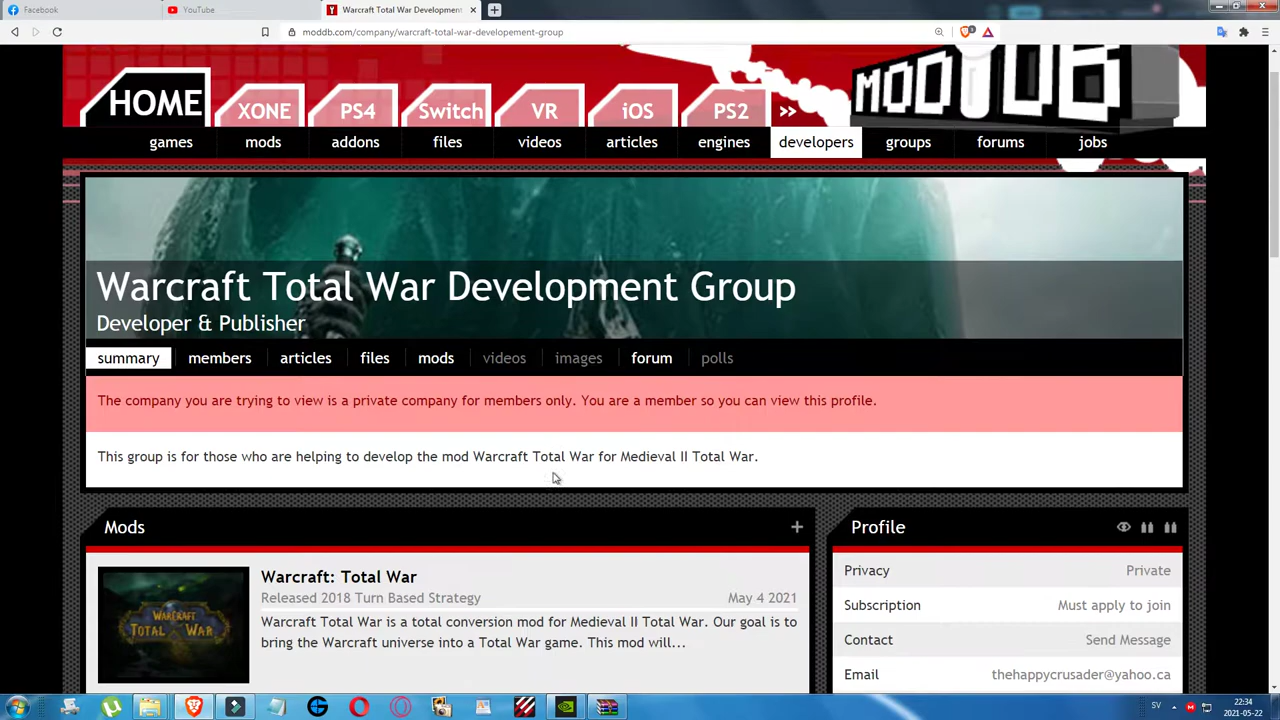 Facebook
YouTube
Warcraft Total War Development
moddb.com/company/warcraft-total-war-developement-group
HOME
XONE
PS4
Switch
VR
iOS
PS2
»
MODDB
games
mods
addons
files
videos
articles
engines
developers
groups
forums
jobs
Warcraft Total War Development Group
Developer & Publisher
summary
members
articles
files
mods
videos
images
forum
polls
The company you are trying to view is a private company for members only. You are a member so you can view this profile.
This group is for those who are helping to develop the mod Warcraft Total War for Medieval II Total War.
Mods
+
Profile
WARCRAFT
TOTAL WAR
Warcraft: Total War
Released 2018 Turn Based Strategy
May 4 2021
Warcraft Total War is a total conversion mod for Medieval II Total War. Our goal is to
bring the Warcraft universe into a Total War game. This mod will...
Privacy
Private
Subscription
Must apply to join
Contact
Send Message
Email
thehappycrusader@yahoo.ca
SV
22:34
2021-05-22